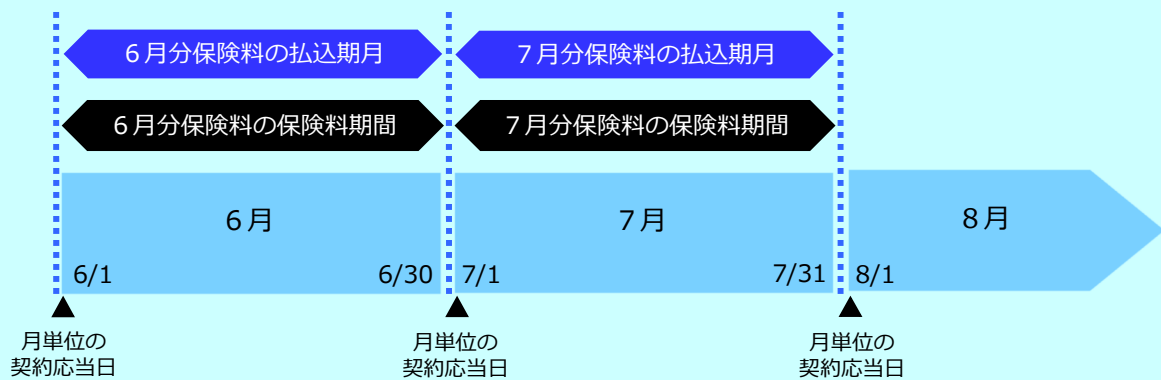 ６月分保険料の払込期月
７月分保険料の払込期月
６月分保険料の保険料期間
７月分保険料の保険料期間
６月
７月
８月
6/1
6/30
7/1
7/31
8/1
月単位の
契約応当日
月単位の
契約応当日
月単位の
契約応当日